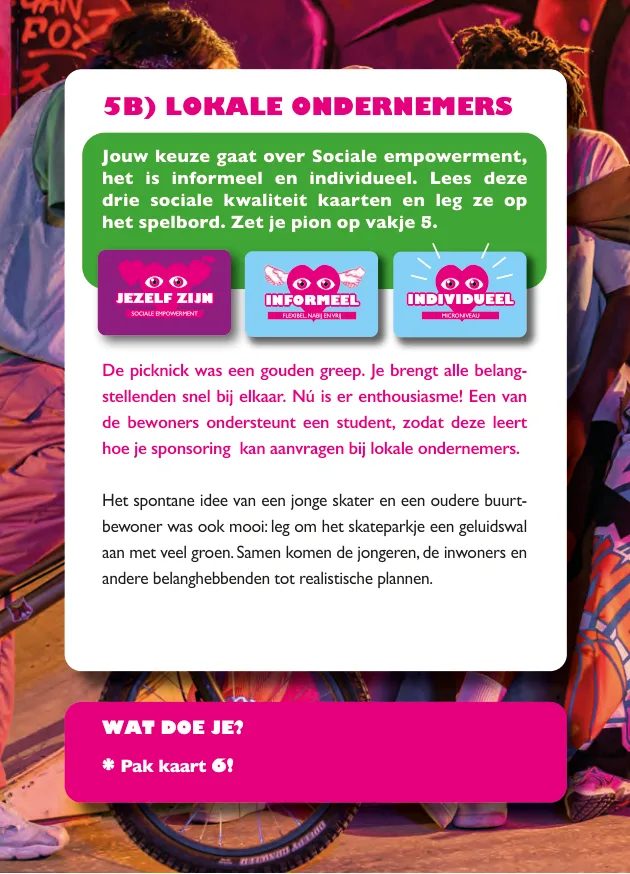 CAN
FOX
5B) LOKALE ONDERNEMERS
Jouw keuze gaat over Sociale empowerment,
het is informeel en individueel. Lees deze
drie sociale kwaliteit kaarten en leg ze op
het spelbord. Zet je pion op vakje 5.
JEZELF ZIJN
SOCIALE EMPOWERMENT
INFORMEEL
FLEXIBEL, NABIJ EN VRIJ
INDIVIDUEEL
MICRONIVEAU
De picknick was een gouden greep. Je brengt alle belang-
stellenden snel bij elkaar. Nú is er enthousiasme! Een van
de bewoners ondersteunt een student, zodat deze leert
hoe je sponsoring kan aanvragen bij lokale ondernemers.
Het spontane idee van een jonge skater en een oudere buurt-
bewoner was ook mooi: leg om het skateparkje een geluidswal
aan met veel groen. Samen komen de jongeren, de inwoners en
andere belanghebbenden tot realistische plannen.
WAT DOE JE?
* Pak kaart 6!